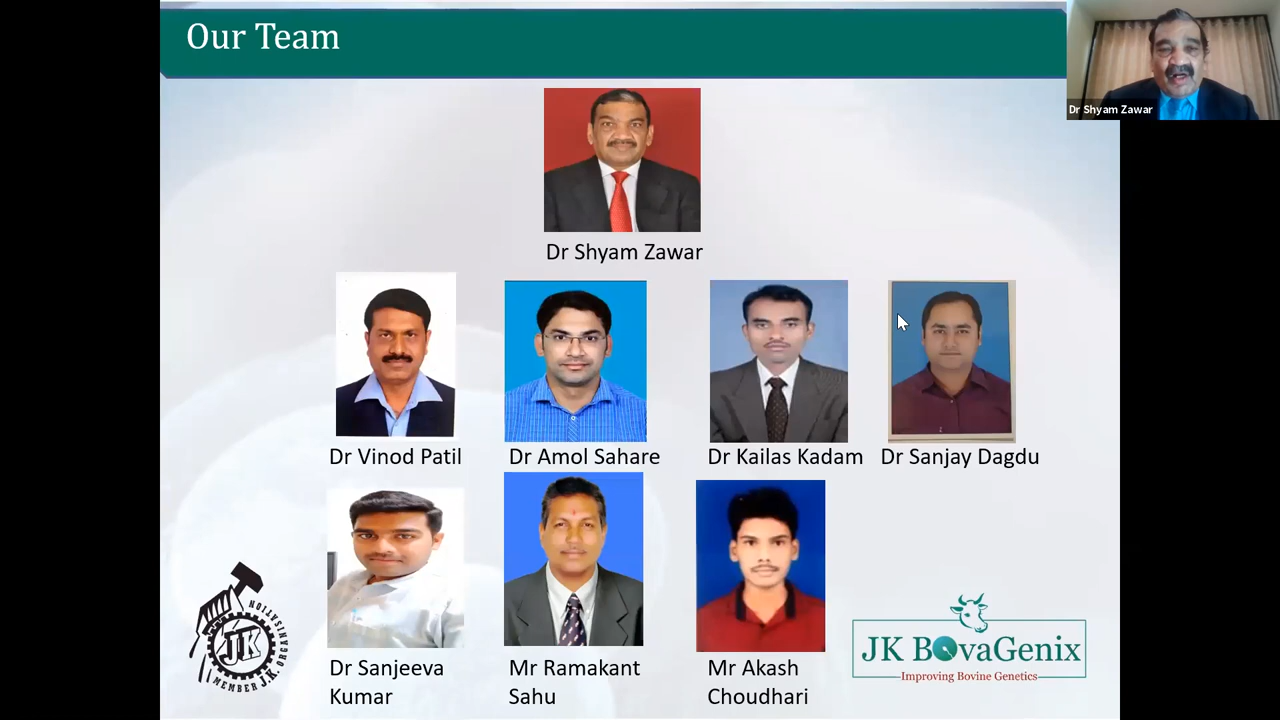 Our Team
Dr Shyam Zawar
Dr Shyam Zawar
Dr Vinod Patil
Dr Amol Sahare
Dr Kailas Kadam
Dr Sanjay Dagdu
Dr Sanjeeva
Kumar
Mr Ramakant
Sahu
Mr Akash
Choudhari
JK
MEMBER J.K. ORGANISATION
JK BovaGenix
Improving Bovine Genetics